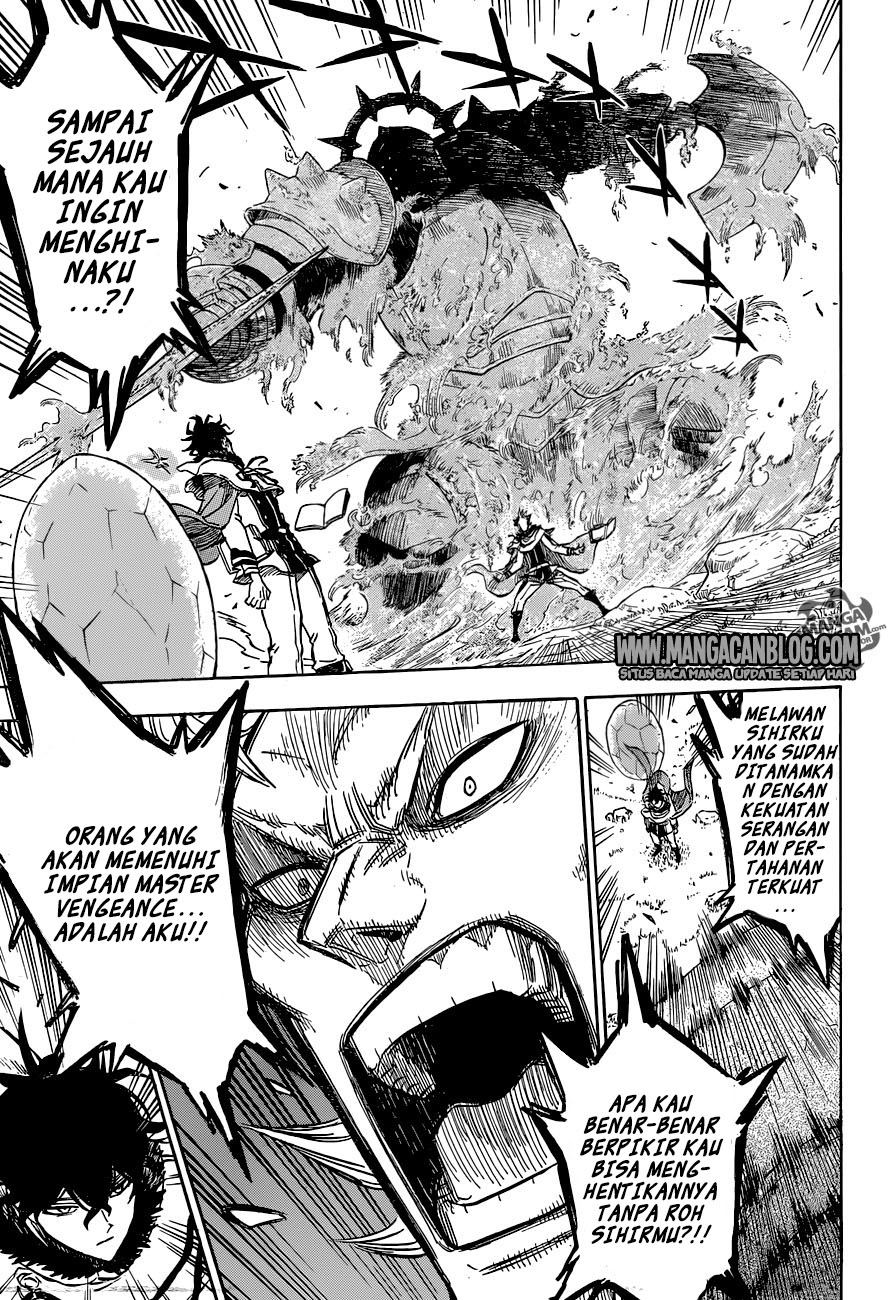 SAMPAI
SEJAUH
MANA KAU
INGIN
MENGHI-
NAKU
...?!
WWW.MANGACANBLOG.COM
SITUS BACA MANGA UPDATE SETIAP HARI
MELAWAN
SIHIRKU
YANG SUDAH
DITANAMKA
N DENGAN
KEKUATAN
SERANGAN
DAN PER-
TAHANAN
TERKUAT
...
APA KAU
BENAR-BENAR
BERPIKIR KAU
BISA MENG-
HENTIKANNYA
TANPA ROH
SIHIRMU?!!
ORANG YANG
AKAN MEMENUHI
IMPIAN MASTER
VENGEANCE...
ADALAH AKU!!